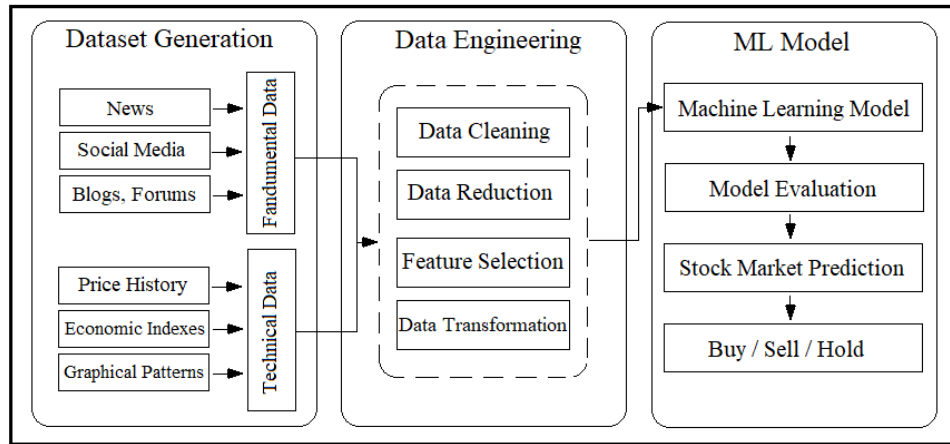 Dataset Generation
News
Social Media
Blogs, Forums
Fandumental Data
Price History
Economic Indexes
Graphical Patterns
Technical Data
Data Engineering
Data Cleaning
Data Reduction
Feature Selection
Data Transformation
ML Model
Machine Learning Model
Model Evaluation
Stock Market Prediction
Buy / Sell / Hold